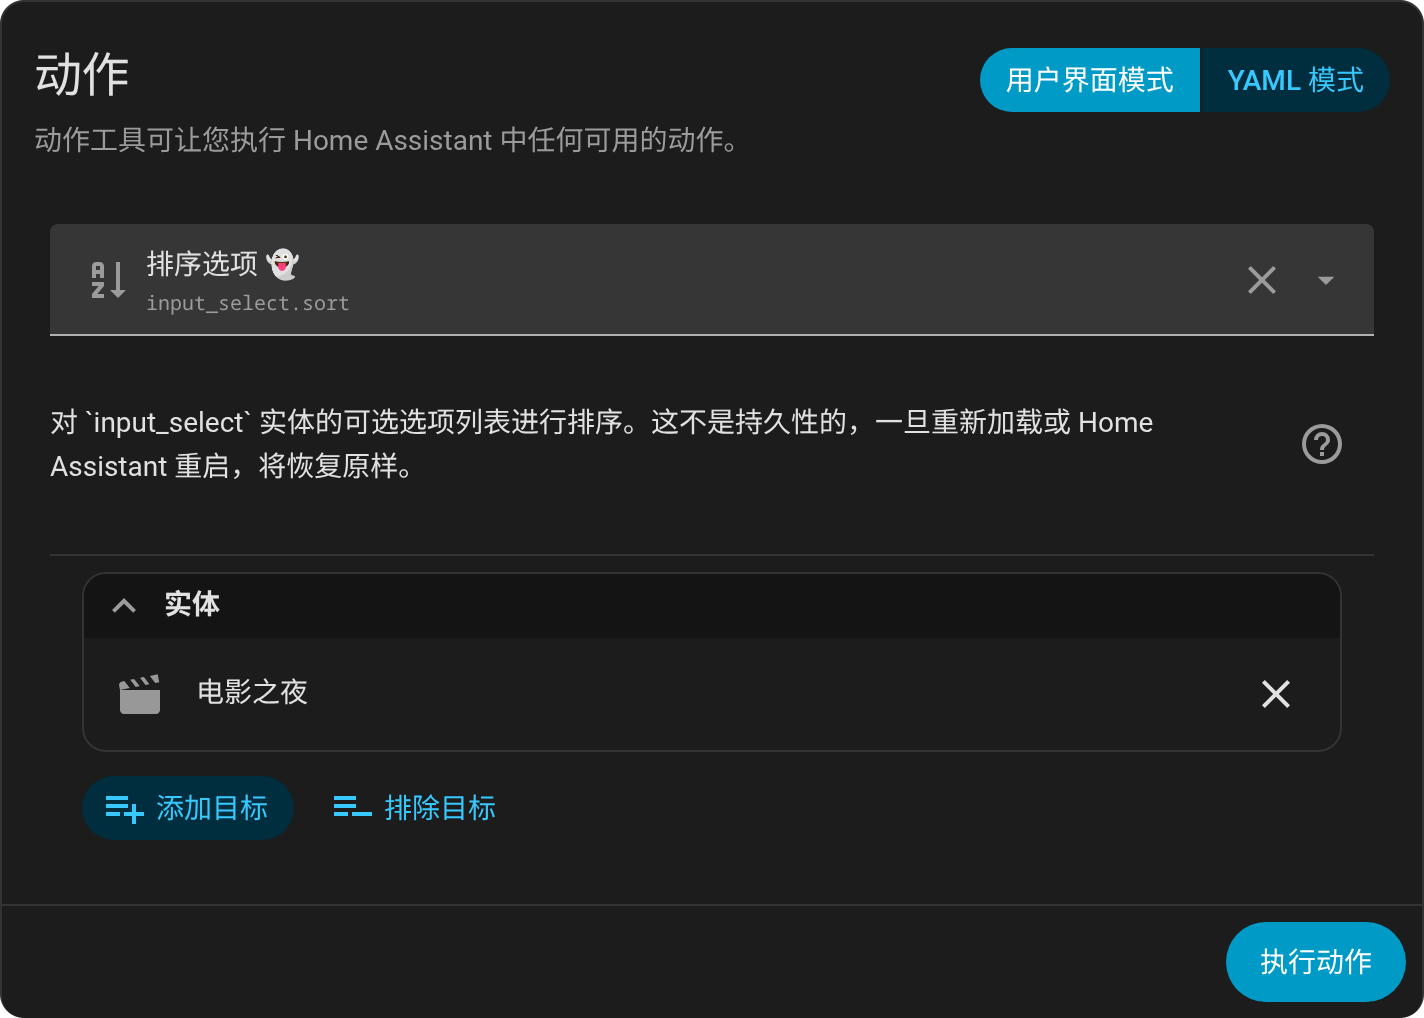 动作
用户界面模式
YAML 模式
动作工具可让您执行 Home Assistant 中任何可用的动作。
排序选项 👻
input_select.sort
对 `input_select` 实体的可选选项列表进行排序。这不是持久性的，一旦重新加载或 Home
Assistant 重启，将恢复原样。
实体
电影之夜
添加目标
排除目标
执行动作